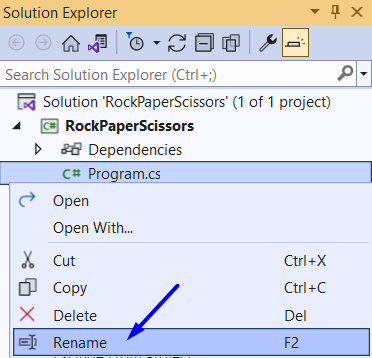 Solution Explorer
Search Solution Explorer (Ctrl+;)
Solution 'RockPaperScissors' (1 of 1 project)
C# RockPaperScissors
Dependencies
C# Program.cs
Open
Open With...
Cut Ctrl+X
Copy Ctrl+C
Delete Del
Rename F2